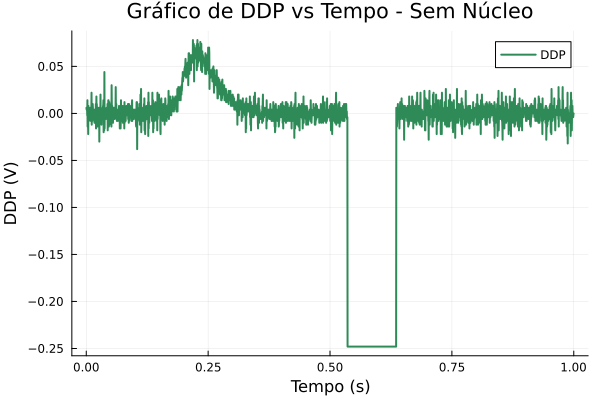 Gráfico de DDP vs Tempo - Sem Núcleo
DDP
DDP (V)
0.05
0.00
−0.05
−0.10
−0.15
−0.20
−0.25
0.00 0.25 0.50 0.75 1.00
Tempo (s)